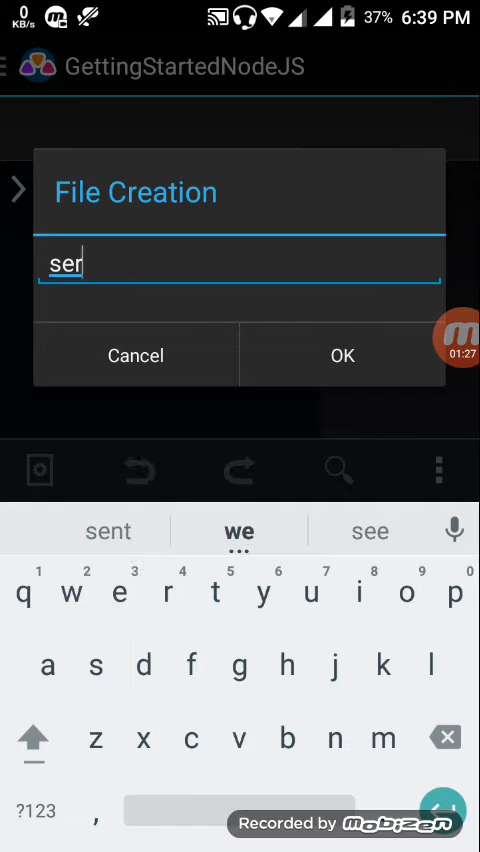 0
KB/s
37% 6:39 PM
GettingStartedNodeJS
File Creation
ser
Cancel
OK
01:27
sent
we
see
1 2 3 4 5 6 7 8 9 0
q w e r t y u i o p
a s d f g h j k l
z x c v b n m
?123 ,
Recorded by mobizen